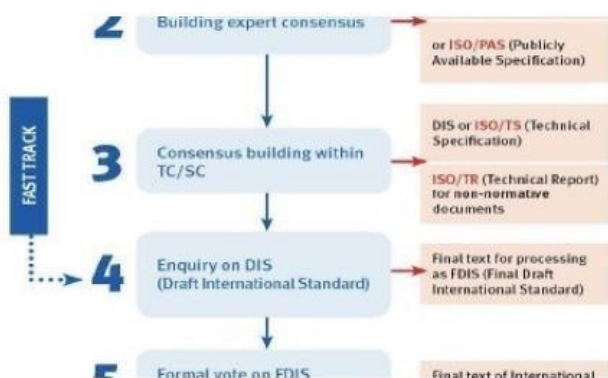 2
Building expert consensus
or ISO/PAS (Publicly
Available Specification)
FAST TRACK
3
Consensus building within
TC/SC
DIS or ISO/TS (Technical
Specification)
ISO/TR (Technical Report)
for non-normative
documents
4
Enquiry on DIS
(Draft International Standard)
Final text for processing
as FDIS (Final Draft
International Standard)
5
Formal vote on FDIS
Final text of International